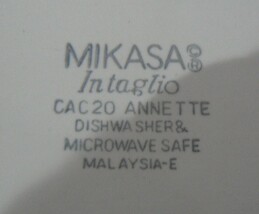 MIKASA ©®
Intaglio
CAC20 ANNETTE
DISHWASHER&
MICROWAVE SAFE
MALAYSIA-E